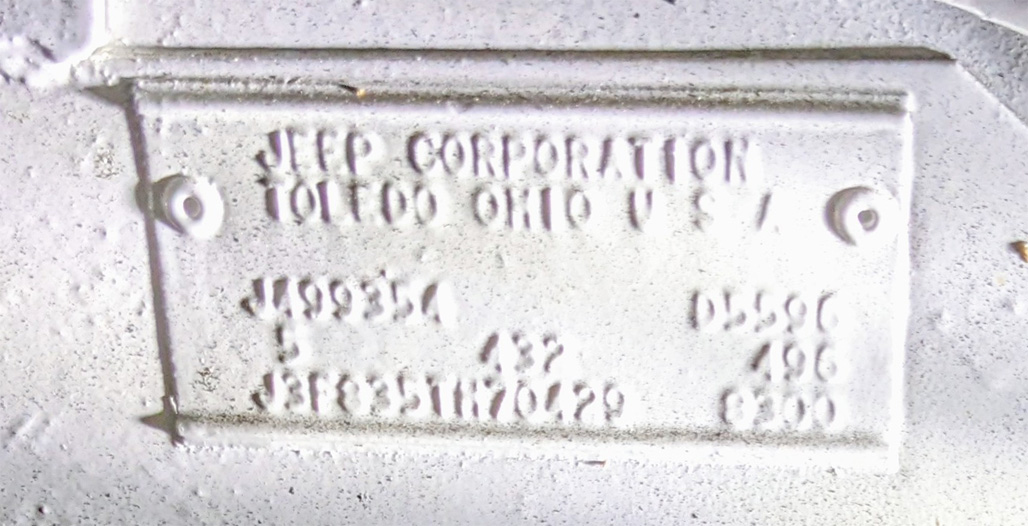 JEEP CORPORATION
TOLEDO OHIO U S A
J499354 D5596
5 432 496
J3F835TH70429 8300